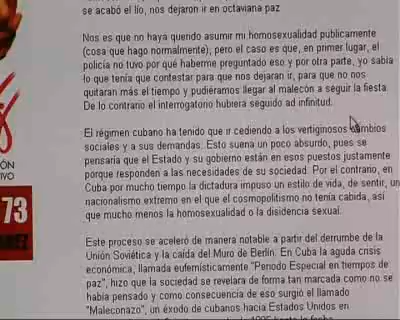 se acabó el lío, nos dejaron ir en octaviana paz
Nos es que no haya querido asumir mi homosexualidad publicamente
(cosa que hago normalmente); pero el caso es que, en primer lugar, el
policía no tuvo por qué haberme preguntado eso y por otra parte, yo sabía
lo que tenía que contestar para que nos dejaran ir, para que no nos
quitaran más el tiempo y pudiéramos llegar al malecón a seguir la fiesta.
De lo contrario el interrogatorio hubiera seguido ad infinitud.
El régimen cubano ha tenido que ir cediendo a los vertiginosos cambios
sociales y a sus demandas. Esto suena un poco absurdo, pues se
pensaría que el Estado y su gobierno están en esos puestos justamente
porque responden a las necesidades de su sociedad. Por el contrario, en
Cuba por mucho tiempo la dictadura impuso un estilo de vida, de sentir, un
nacionalismo extremo en el que el cosmopolitismo no tenía cabida, así
que mucho menos la homosexualidad o la disidencia sexual.
Este proceso se aceleró de manera notable a partir del derrumbe de la
Unión Soviética y la caída del Muro de Berlín. En Cuba la aguda crisis
económica, llamada eufemísticamente "Periodo Especial en tiempos de
paz", hizo que la sociedad se revelara de forma tan marcada como no se
había pensado y como consecuencia de eso surgió el llamado
"Maleconazo", un éxodo de cubanos hacia Estados Unidos en
ÓN
IVO
73